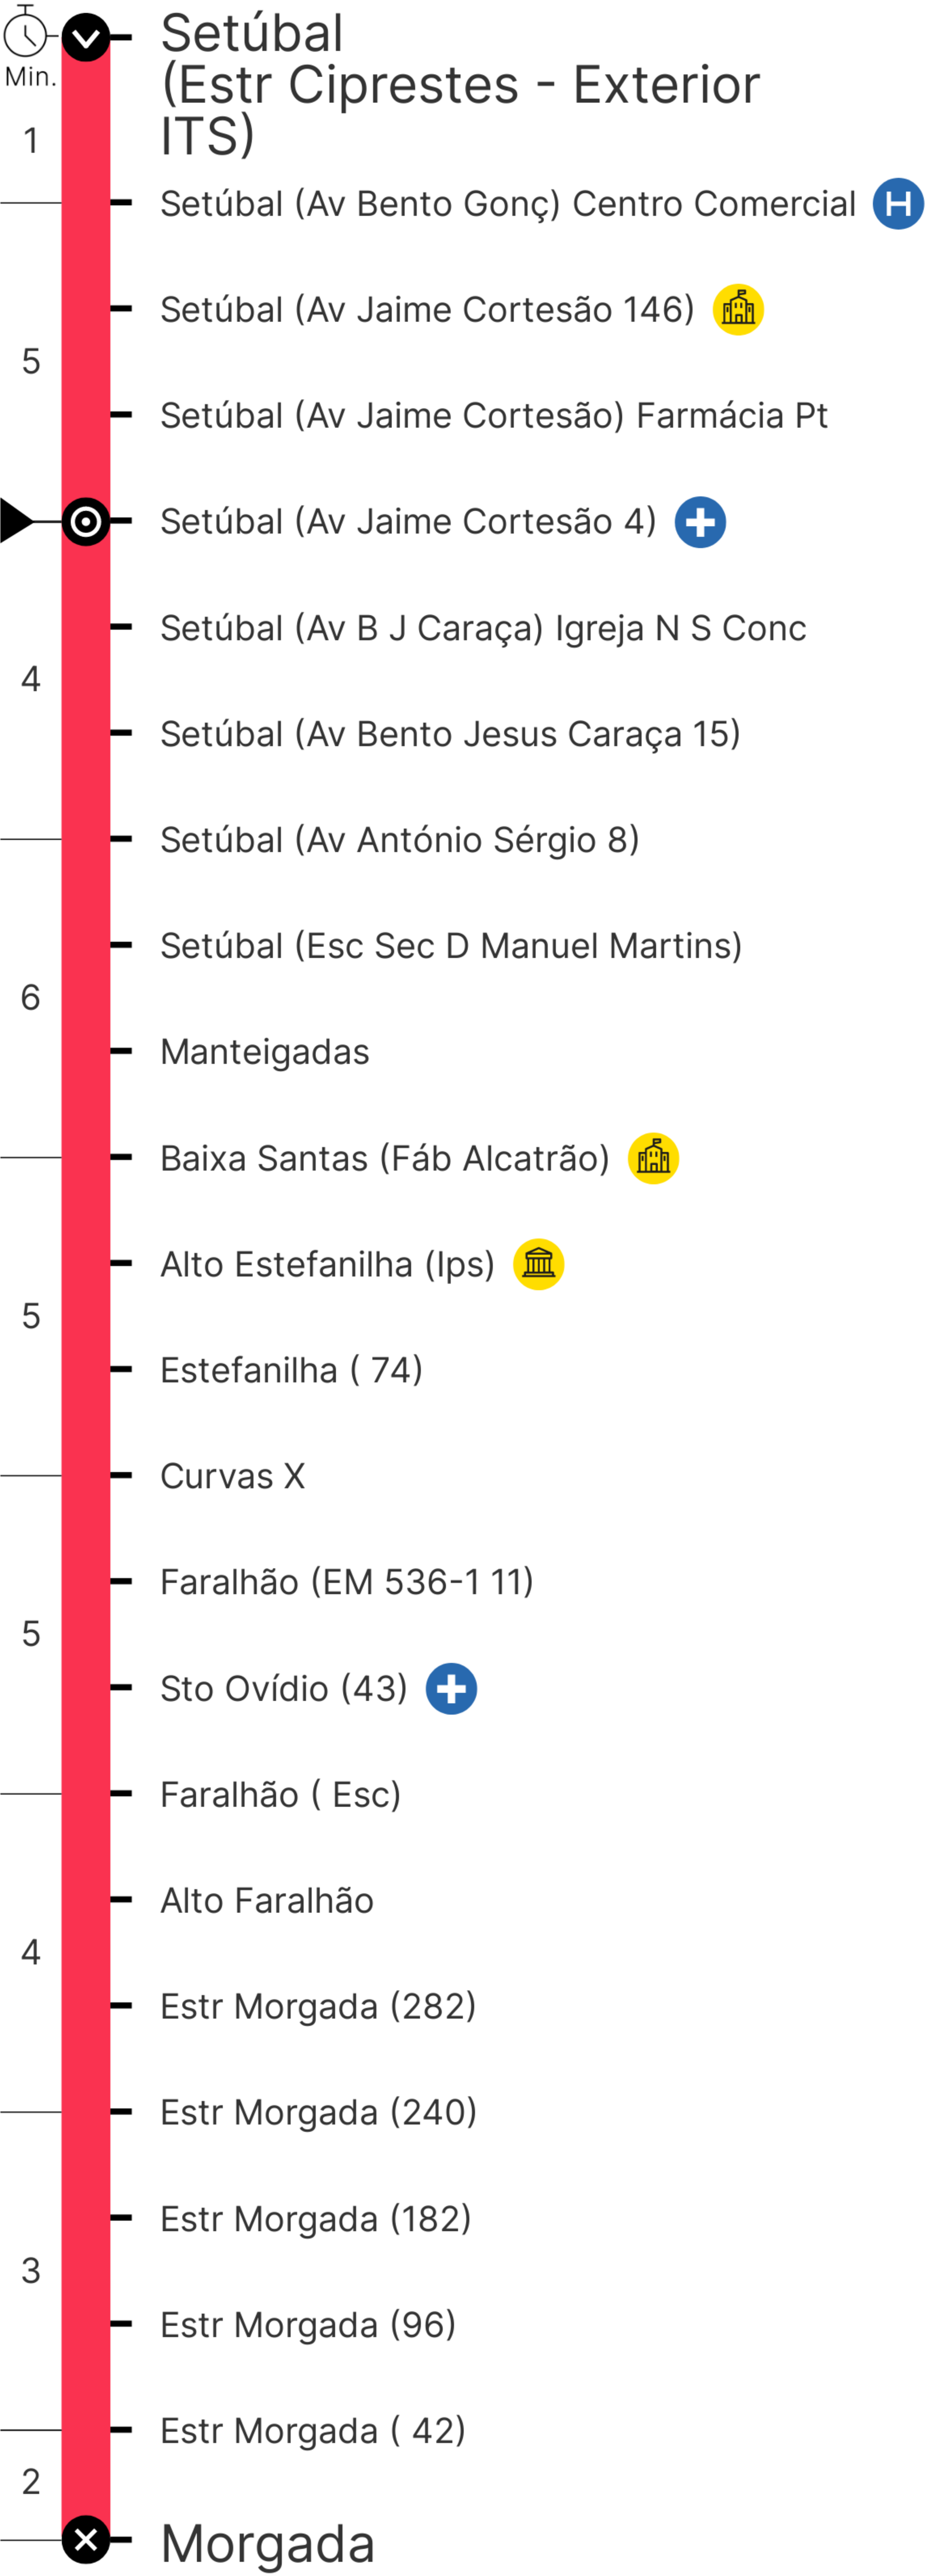 Min.
Setúbal
(Estr Ciprestes - Exterior
ITS)
1
Setúbal (Av Bento Gonç) Centro Comercial H
Setúbal (Av Jaime Cortesão 146)
5
Setúbal (Av Jaime Cortesão) Farmácia Pt
Setúbal (Av Jaime Cortesão 4)
Setúbal (Av B J Caraça) Igreja N S Conc
4
Setúbal (Av Bento Jesus Caraça 15)
Setúbal (Av António Sérgio 8)
Setúbal (Esc Sec D Manuel Martins)
6
Manteigadas
Baixa Santas (Fáb Alcatrão)
Alto Estefanilha (Ips)
5
Estefanilha ( 74)
Curvas X
Faralhão (EM 536-1 11)
5
Sto Ovídio (43)
Faralhão ( Esc)
Alto Faralhão
4
Estr Morgada (282)
Estr Morgada (240)
Estr Morgada (182)
3
Estr Morgada (96)
Estr Morgada ( 42)
2
Morgada